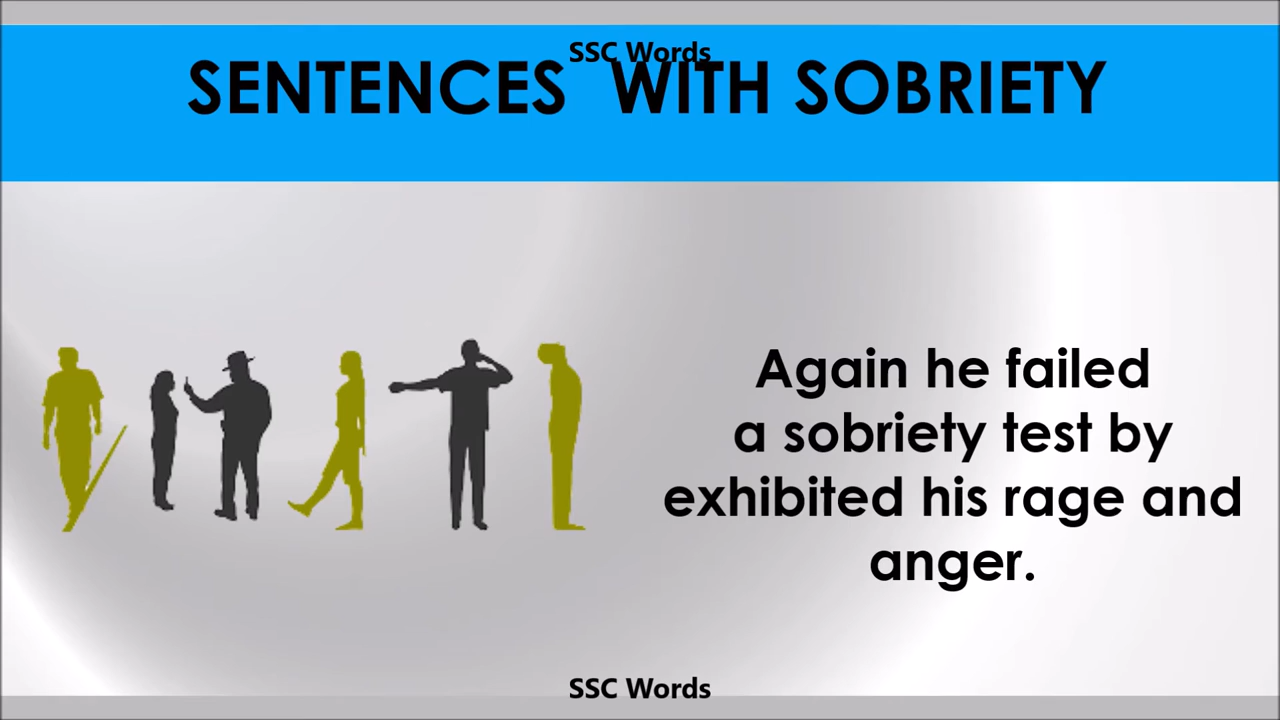 SSC Words
SENTENCES WITH SOBRIETY
Again he failed
a sobriety test by
exhibited his rage and
anger.
SSC Words